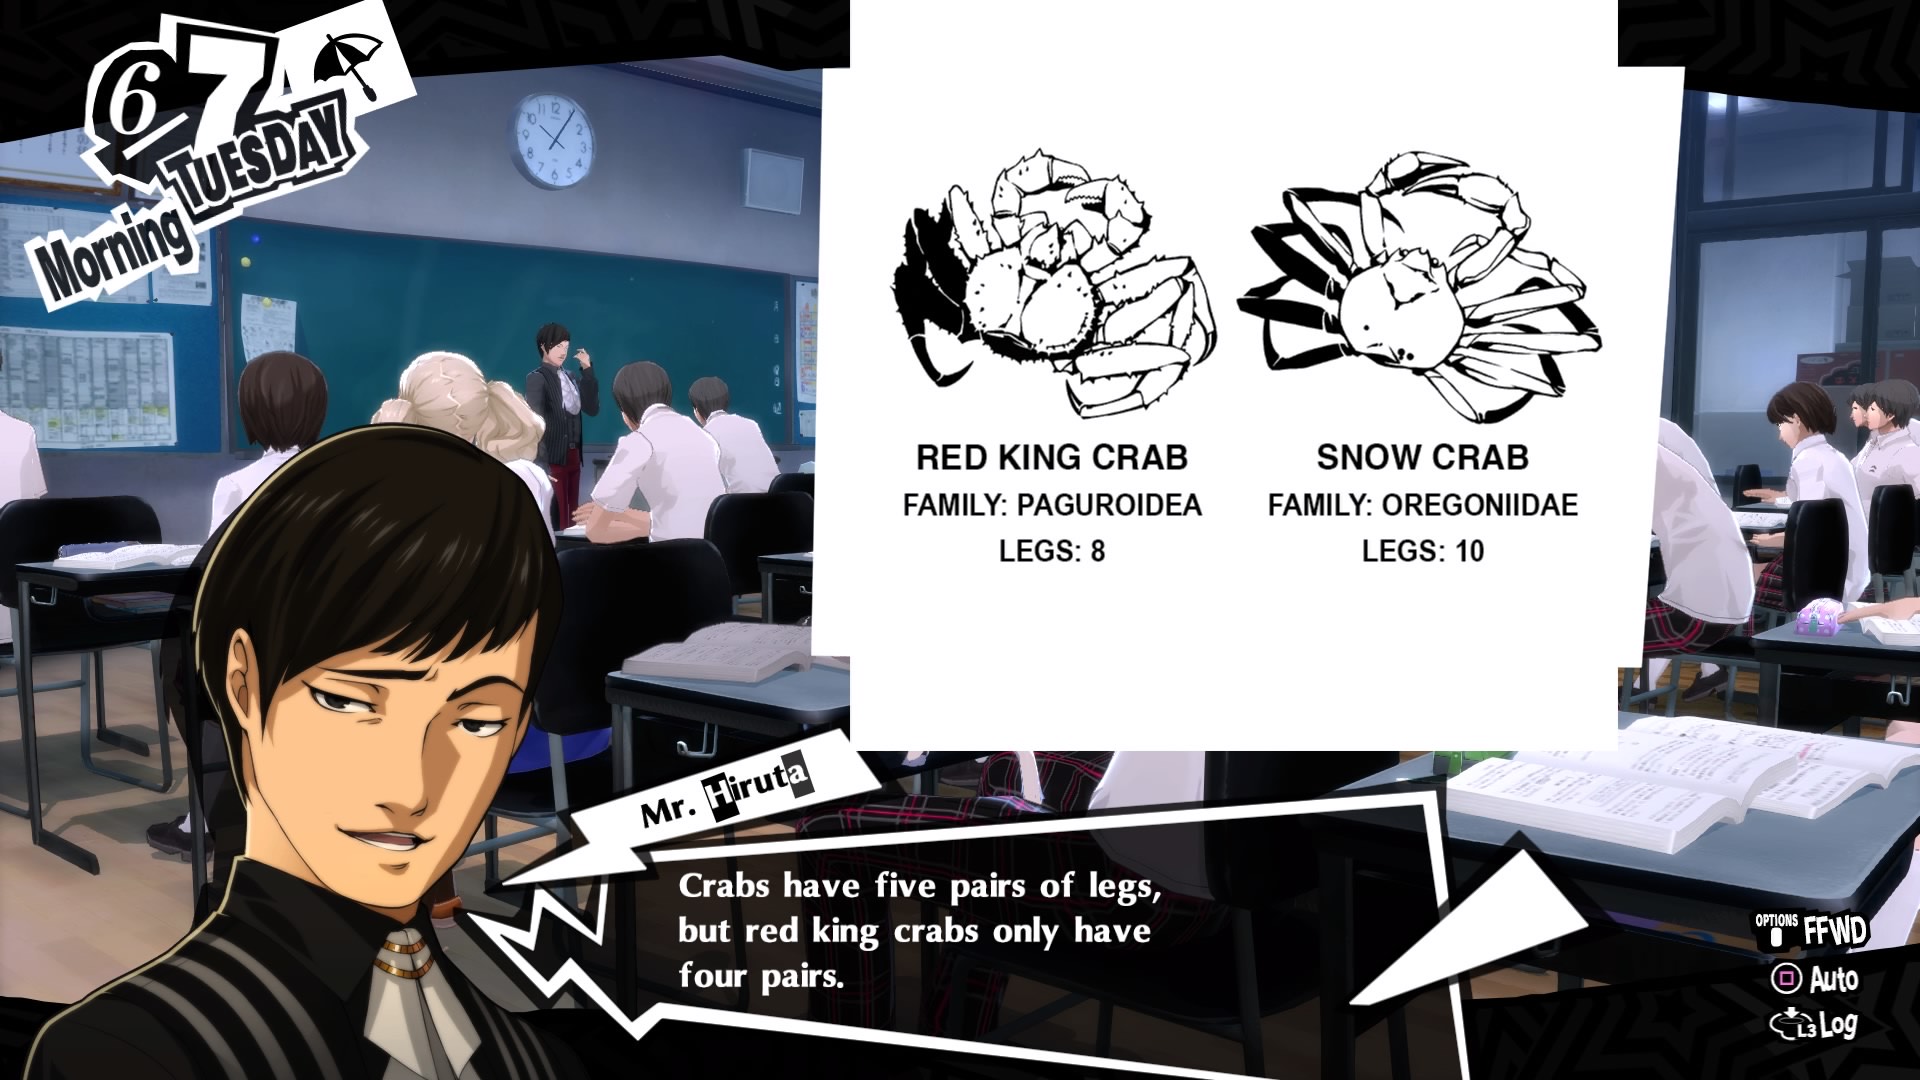 6/7
TUESDAY
Morning
RED KING CRAB
FAMILY: PAGUROIDEA
LEGS: 8
SNOW CRAB
FAMILY: OREGONIIDAE
LEGS: 10
Mr. Hiruta
Crabs have five pairs of legs,
but red king crabs only have
four pairs.
OPTIONS FFWD
Auto
L3 Log